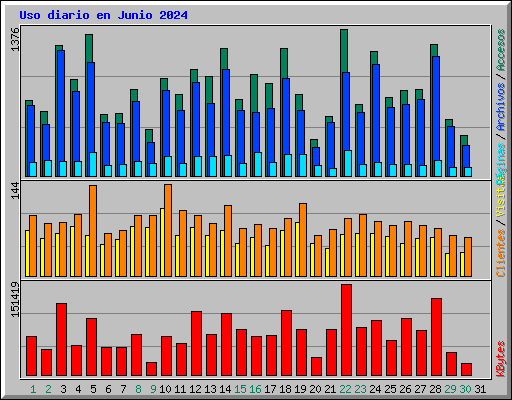 Uso diario en Junio 2024
1376
Accesos / Archivos / Páginas
144
Visitas / Clientes
151419
KBytes
1 2 3 4 5 6 7 8 9 10 11 12 13 14 15 16 17 18 19 20 21 22 23 24 25 26 27 28 29 30 31